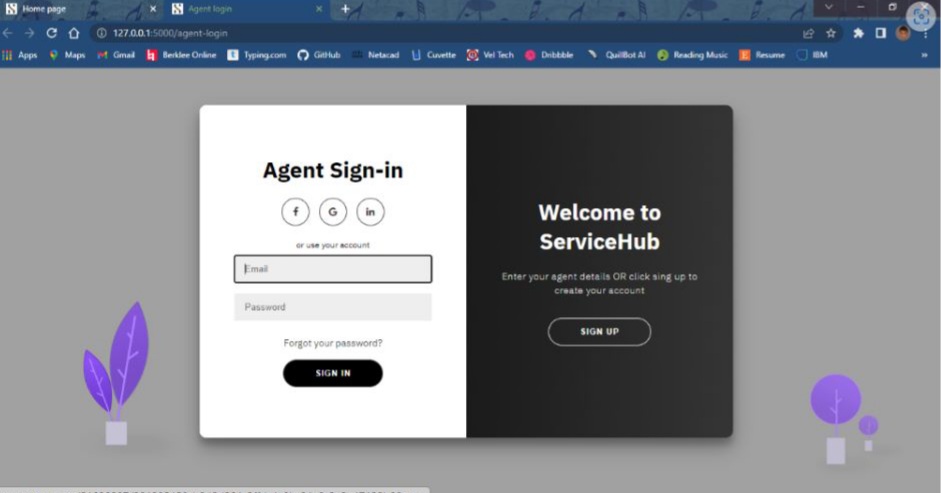 Home page
Agent login
127.0.0.1:5000/agent-login
Apps Maps Gmail Berklee Online Typing.com GitHub Netacad Cuvette Vel Tech Dribbble QuillBot AI Reading Music Resume IBM
Agent Sign-in
f G in
or use your account
Email
Password
Forgot your password?
SIGN IN
Welcome to
ServiceHub
Enter your agent details OR click sing up to
create your account
SIGN UP